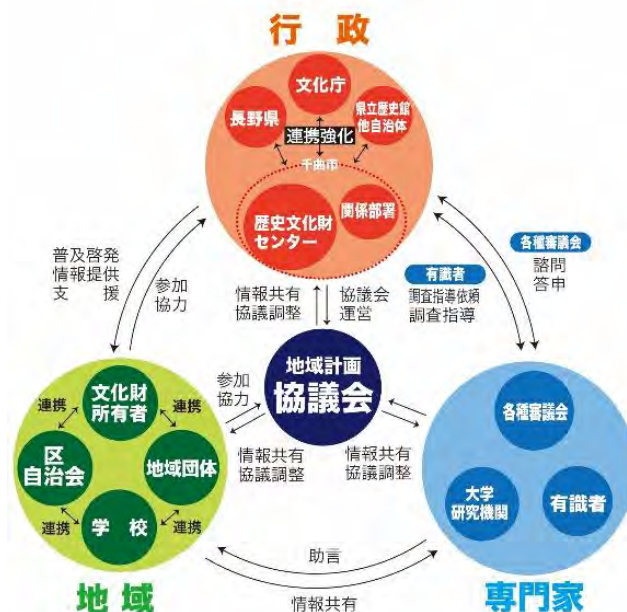 行政
文化庁
長野県
県立歴史館
他自治体
連携強化
千曲市
歴史文化財
センター
関係部署
普及啓発
情報提供
支援
参加
協力
情報共有
協議調整
協議会
運営
有識者
調査指導依頼
調査指導
各種審議会
諮問
答申
地域計画
協議会
文化財
所有者
連携
連携
区
自治会
地域団体
連携
学校
連携
参加
協力
情報共有
協議調整
情報共有
協議調整
各種審議会
大学
研究機関
有識者
助言
情報共有
地域
専門家